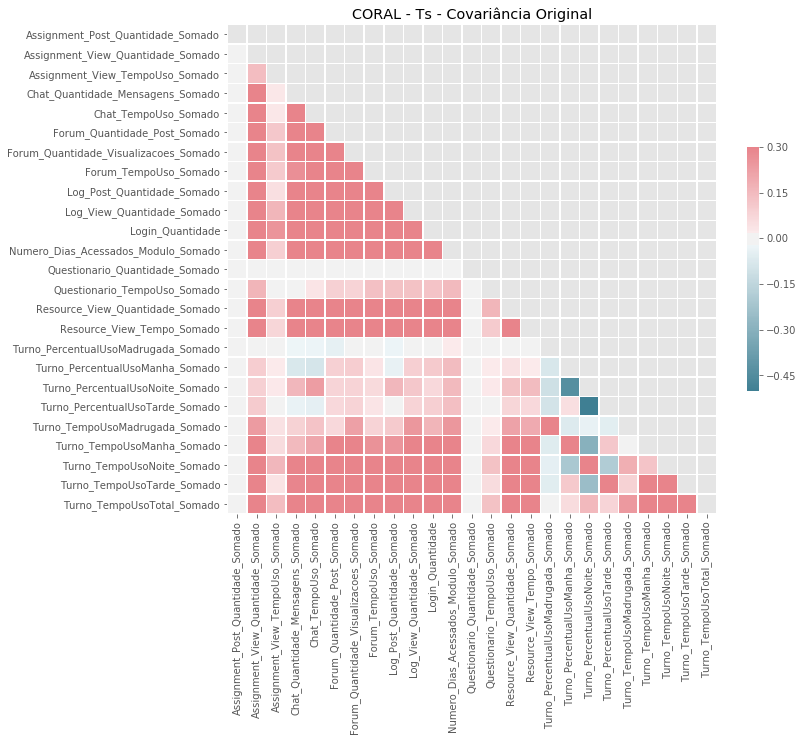 CORAL - Ts - Covariância Original
Assignment_Post_Quantidade_Somado
Assignment_View_Quantidade_Somado
Assignment_View_TempoUso_Somado
Chat_Quantidade_Mensagens_Somado
Chat_TempoUso_Somado
Forum_Quantidade_Post_Somado
Forum_Quantidade_Visualizacoes_Somado
Forum_TempoUso_Somado
Log_Post_Quantidade_Somado
Log_View_Quantidade_Somado
Login_Quantidade
Numero_Dias_Acessados_Modulo_Somado
Questionario_Quantidade_Somado
Questionario_TempoUso_Somado
Resource_View_Quantidade_Somado
Resource_View_Tempo_Somado
Turno_PercentualUsoMadrugada_Somado
Turno_PercentualUsoManha_Somado
Turno_PercentualUsoNoite_Somado
Turno_PercentualUsoTarde_Somado
Turno_TempoUsoMadrugada_Somado
Turno_TempoUsoManha_Somado
Turno_TempoUsoNoite_Somado
Turno_TempoUsoTarde_Somado
Turno_TempoUsoTotal_Somado
Assignment_Post_Quantidade_Somado
Assignment_View_Quantidade_Somado
Assignment_View_TempoUso_Somado
Chat_Quantidade_Mensagens_Somado
Chat_TempoUso_Somado
Forum_Quantidade_Post_Somado
Forum_Quantidade_Visualizacoes_Somado
Forum_TempoUso_Somado
Log_Post_Quantidade_Somado
Log_View_Quantidade_Somado
Login_Quantidade
Numero_Dias_Acessados_Modulo_Somado
Questionario_Quantidade_Somado
Questionario_TempoUso_Somado
Resource_View_Quantidade_Somado
Resource_View_Tempo_Somado
Turno_PercentualUsoMadrugada_Somado
Turno_PercentualUsoManha_Somado
Turno_PercentualUsoNoite_Somado
Turno_PercentualUsoTarde_Somado
Turno_TempoUsoMadrugada_Somado
Turno_TempoUsoManha_Somado
Turno_TempoUsoNoite_Somado
Turno_TempoUsoTarde_Somado
Turno_TempoUsoTotal_Somado
0.30
0.15
0.00
−0.15
−0.30
−0.45